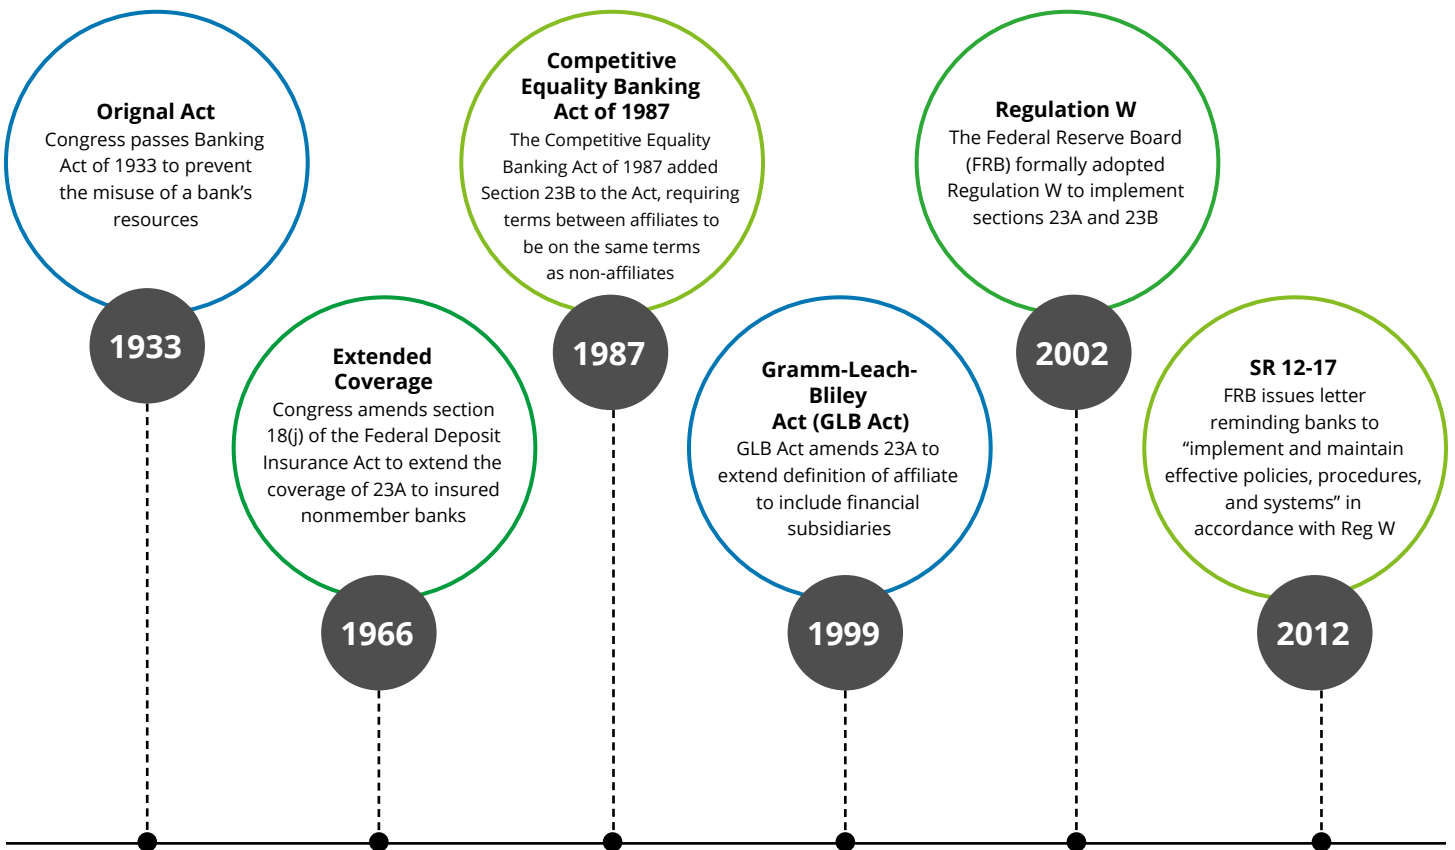 Orignal Act
Congress passes Banking
Act of 1933 to prevent
the misuse of a bank’s
resources
1933
Extended
Coverage
Congress amends section
18(j) of the Federal Deposit
Insurance Act to extend the
coverage of 23A to insured
nonmember banks
1966
Competitive
Equality Banking
Act of 1987
The Competitive Equality
Banking Act of 1987 added
Section 23B to the Act, requiring
terms between affiliates to
be on the same terms
as non-affiliates
1987
Gramm-Leach-
Bliley
Act (GLB Act)
GLB Act amends 23A to
extend definition of affiliate
to include financial
subsidiaries
1999
Regulation W
The Federal Reserve Board
(FRB) formally adopted
Regulation W to implement
sections 23A and 23B
2002
SR 12-17
FRB issues letter
reminding banks to
“implement and maintain
effective policies, procedures,
and systems” in
accordance with Reg W
2012